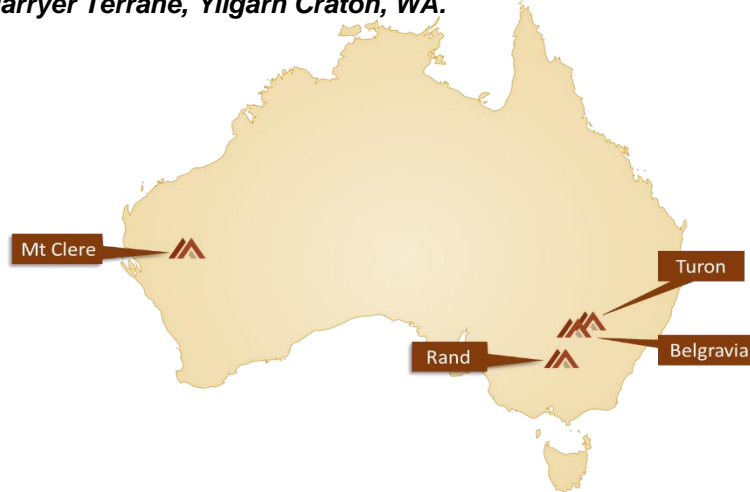 arryer Terrane, Yilgarn Craton, WA.
Mt Clere
Turon
Rand
Belgravia